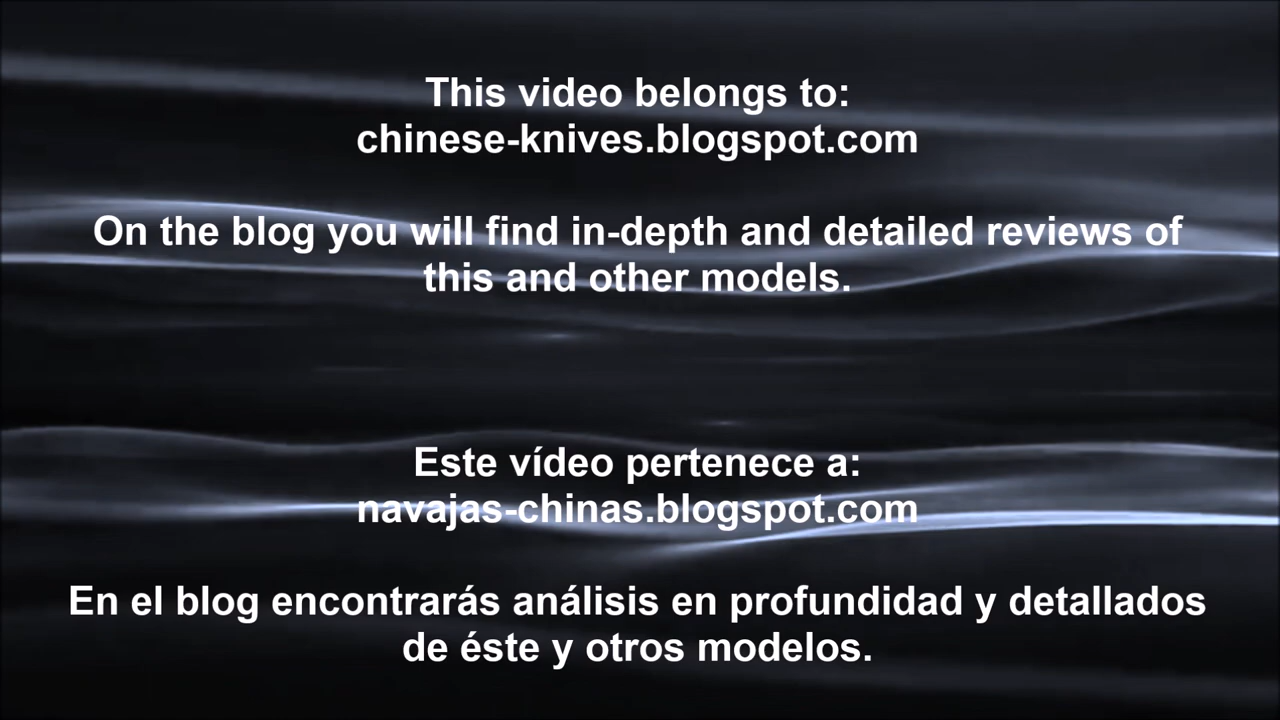 This video belongs to:
chinese-knives.blogspot.com
On the blog you will find in-depth and detailed reviews of
this and other models.
Este vídeo pertenece a:
navajas-chinas.blogspot.com
En el blog encontrarás análisis en profundidad y detallados
de éste y otros modelos.